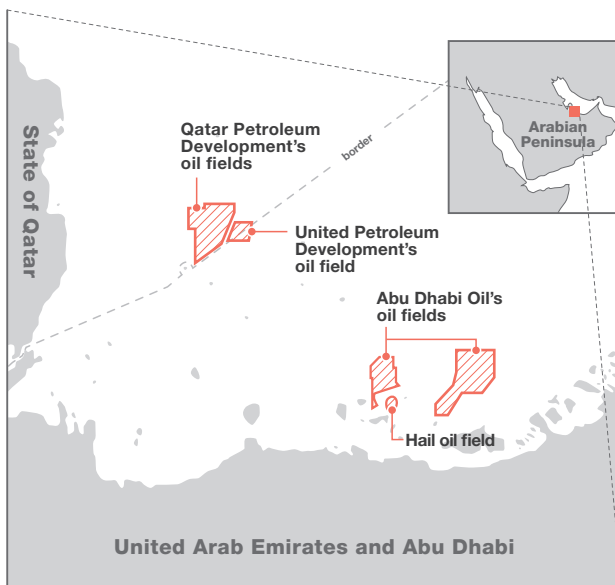 Arabian
Peninsula
Qatar Petroleum
Development’s
oil fields
border
State of Qatar
United Petroleum
Development’s
oil field
Abu Dhabi Oil’s
oil fields
Hail oil field
United Arab Emirates and Abu Dhabi